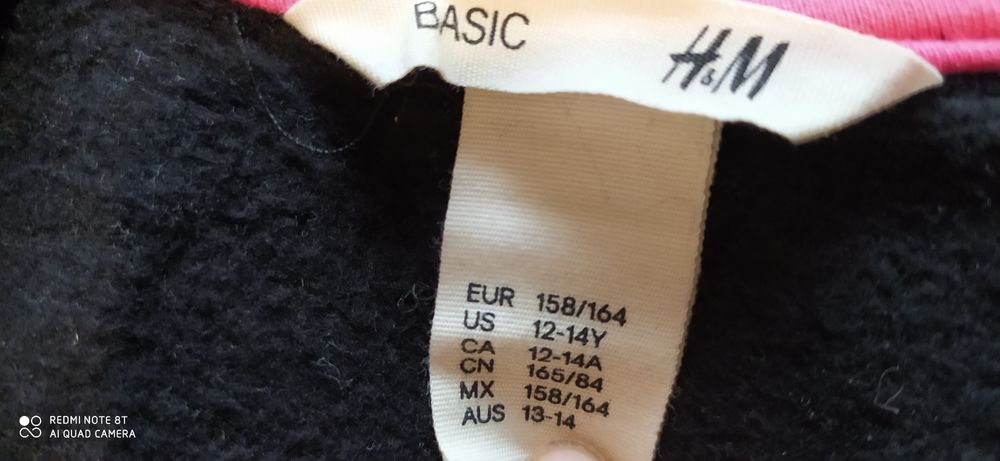 BASIC H&M
EUR 158/164
US 12-14Y
CA 12-14A
CN 165/84
MX 158/164
AUS 13-14
REDMI NOTE 8T
AI QUAD CAMERA